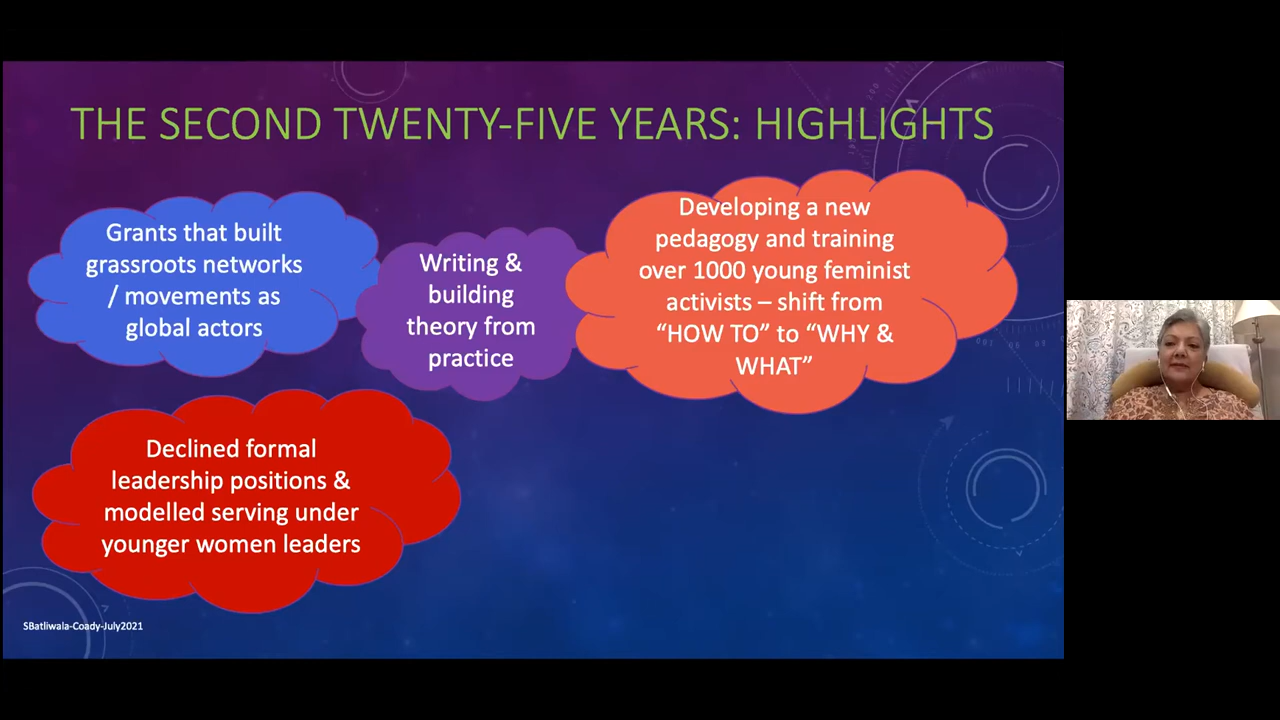 THE SECOND TWENTY-FIVE YEARS: HIGHLIGHTS
Grants that built
grassroots networks
/ movements as
global actors
Writing &
building
theory from
practice
Developing a new
pedagogy and training
over 1000 young feminist
activists – shift from
“HOW TO” to “WHY &
WHAT”
Declined formal
leadership positions &
modelled serving under
younger women leaders
SBatliwala-Coady-July2021